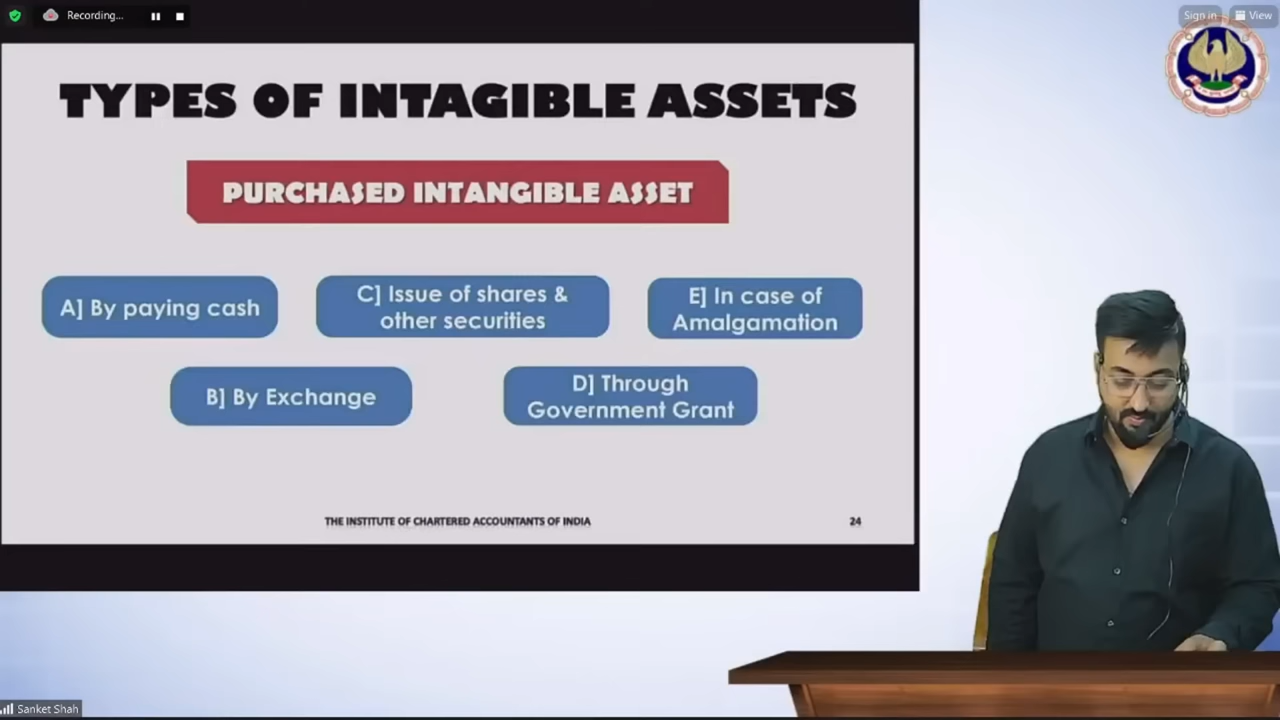 Recording...
Sign in
View
TYPES OF INTAGIBLE ASSETS
PURCHASED INTANGIBLE ASSET
A] By paying cash
C] Issue of shares &
other securities
E] In case of
Amalgamation
B] By Exchange
D] Through
Government Grant
THE INSTITUTE OF CHARTERED ACCOUNTANTS OF INDIA
24
Sanket Shah